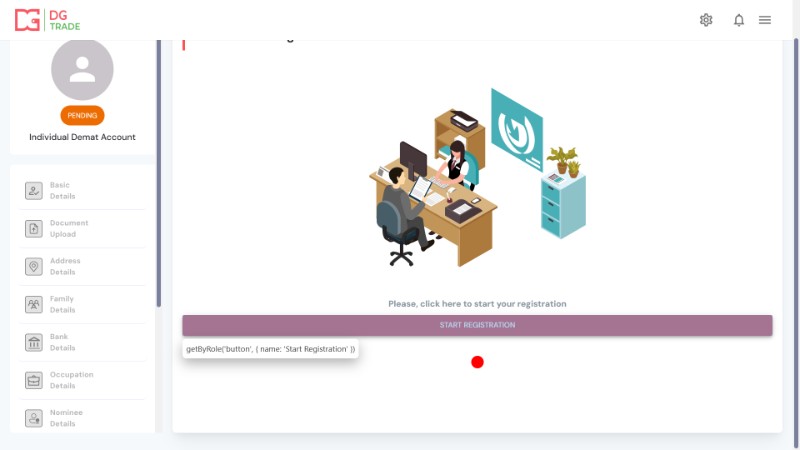 DG
TRADE
PENDING
Individual Demat Account
Basic
Details
Document
Upload
Address
Details
Family
Details
Bank
Details
Occupation
Details
Nominee
Details
Please, click here to start your registration
START REGISTRATION
getByRole('button', { name: 'Start Registration' })